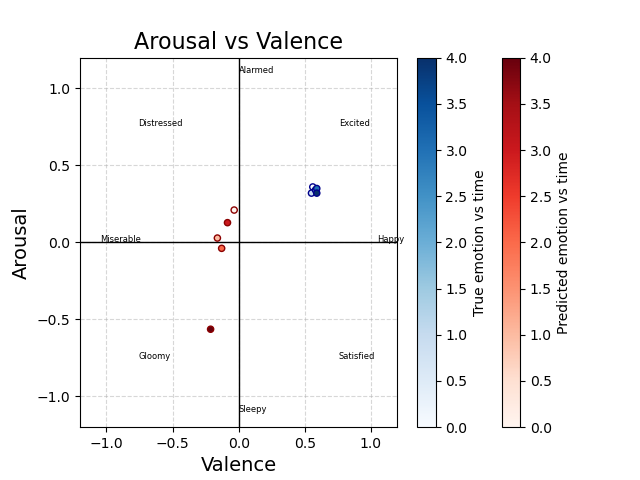 Arousal vs Valence
Alarmed
Distressed
Excited
Miserable
Happy
Gloomy
Satisfied
Sleepy
1.0
0.5
0.0
−0.5
−1.0
Arousal
−1.0 −0.5 0.0 0.5 1.0
Valence
4.0
3.5
3.0
2.5
2.0
1.5
1.0
0.5
0.0
True emotion vs time
4.0
3.5
3.0
2.5
2.0
1.5
1.0
0.5
0.0
Predicted emotion vs time